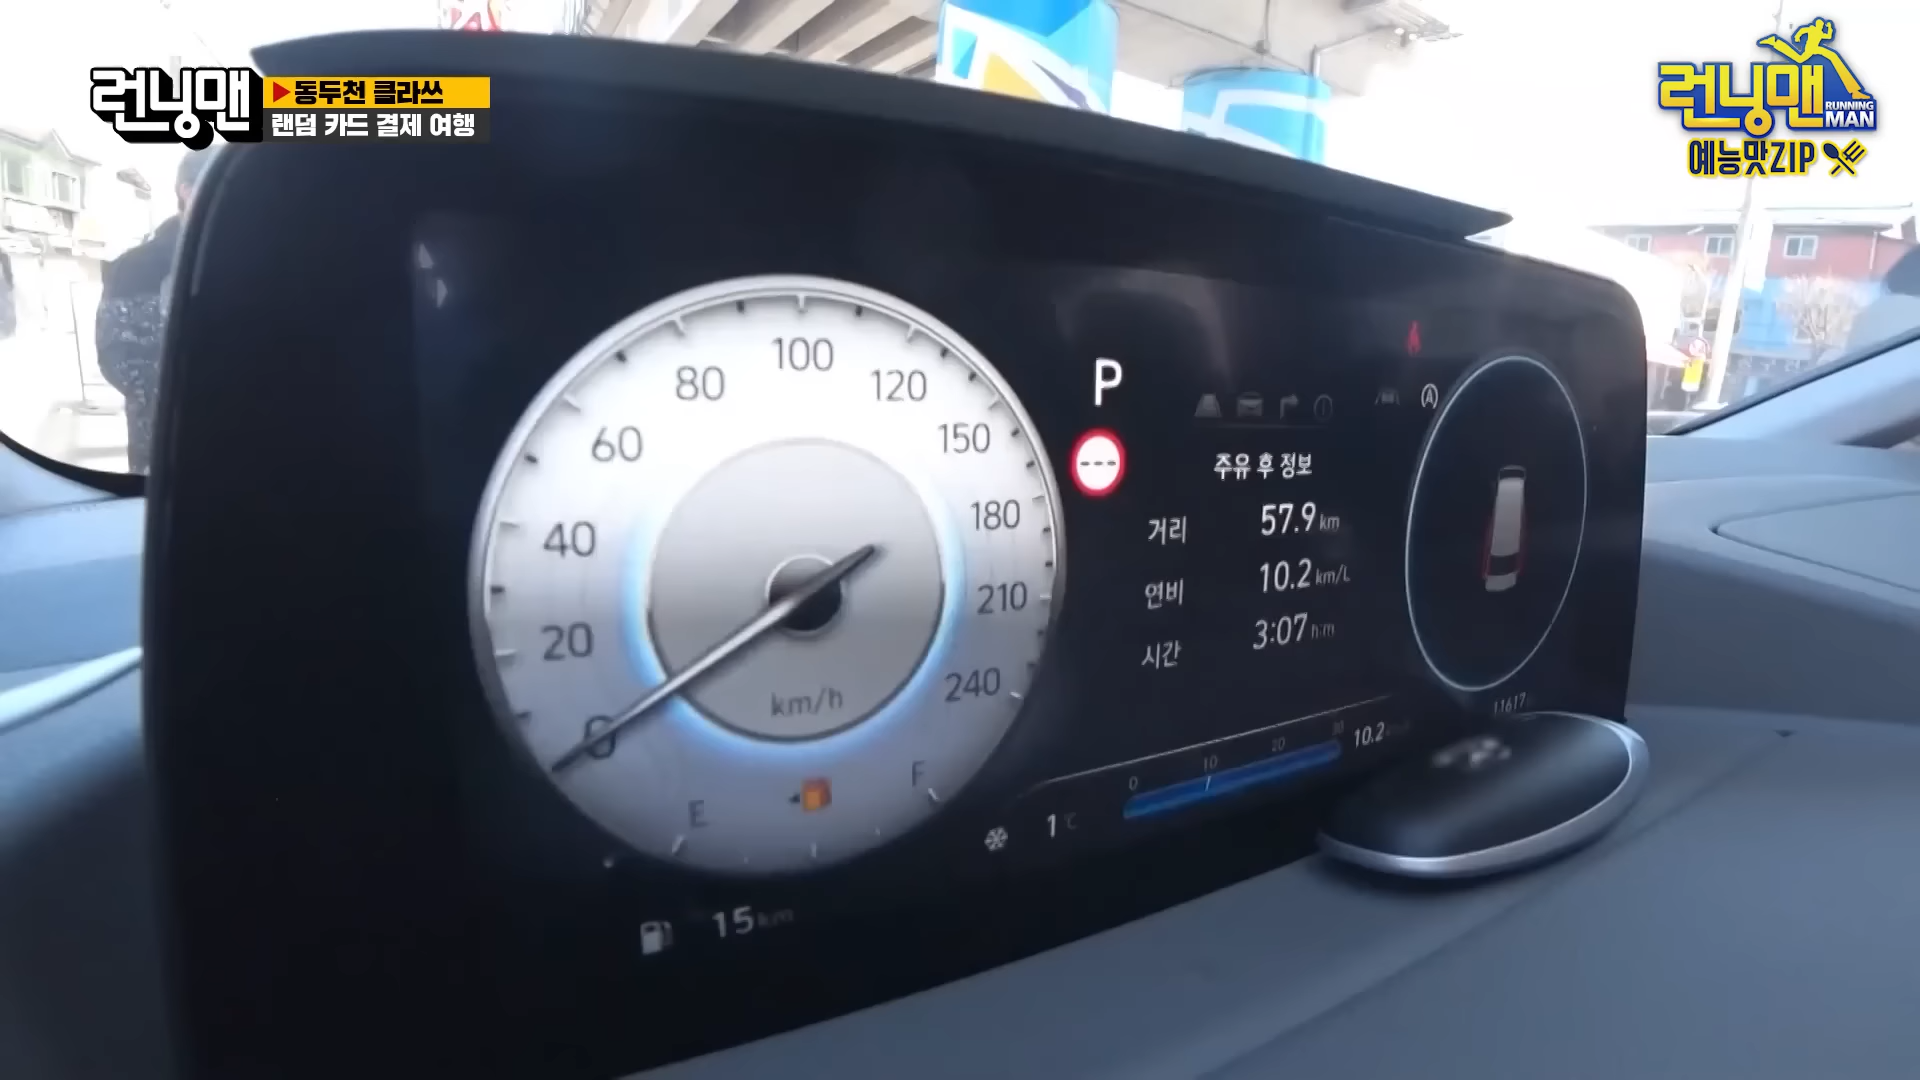 런닝맨
동두천 클라쓰
랜덤 카드 결제 여행
런닝맨
RUNNING MAN
예능맛ZIP
0
20
40
60
80
100
120
150
180
210
240
km/h
E
F
15 km
P
---
주유 후 정보
거리 57.9 km
연비 10.2 km/L
시간 3:07 h:m
0 10 20 30
10.2
1 ℃
11617